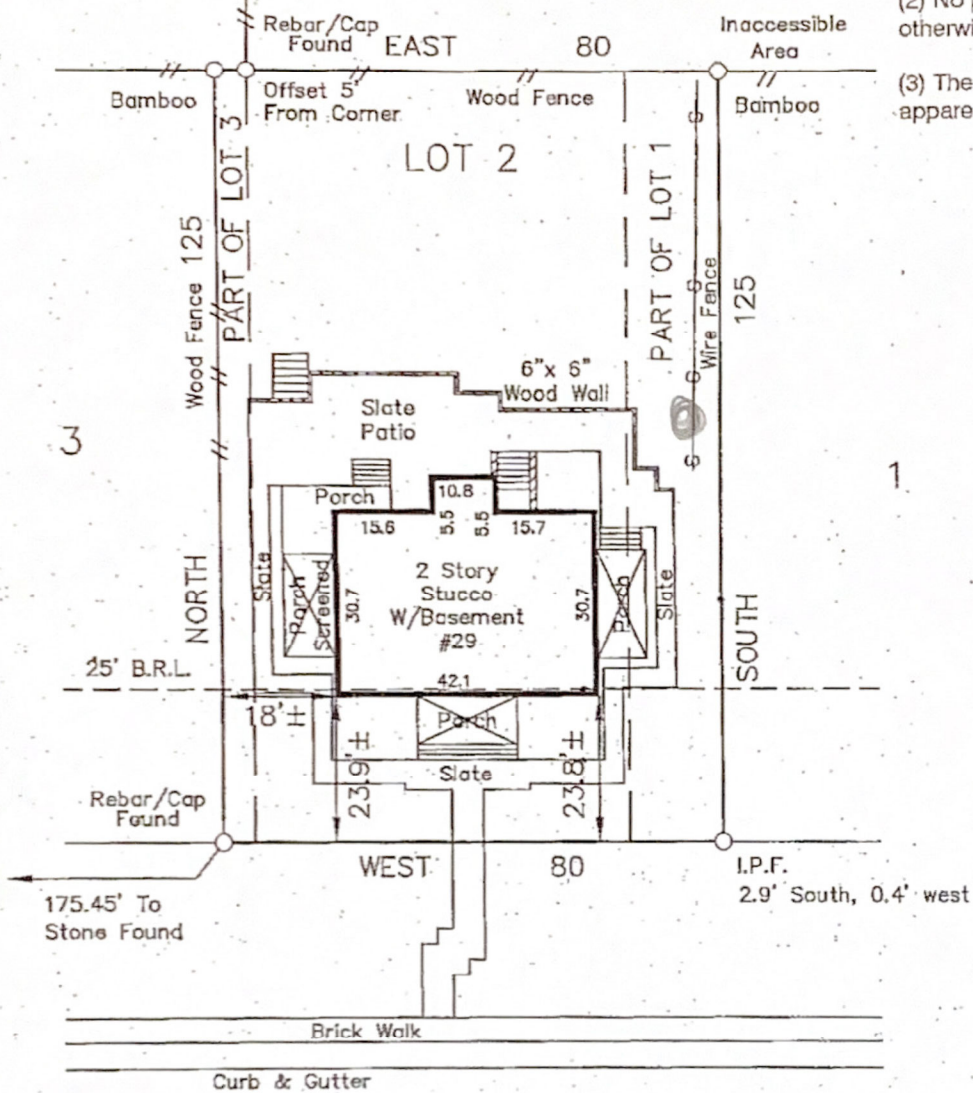 (2) No
otherwi
(3) The
appare
Rebar/Cap
Found
EAST
80
Inaccessible
Area
Bamboo
Offset 5'
From Corner
Wood Fence
Bamboo
LOT 2
PART OF LOT 3
PART OF LOT 1
Wood Fence
125
Wire Fence
125
6"x 6"
Wood Wall
Slate
Patio
3
1
Porch
10.8
15.6
5.5
5.5
15.7
Slate
Porch
Screened
30.7
2 Story
Stucco
W/Basement
#29
30.7
Porch
Slate
NORTH
SOUTH
25' B.R.L.
42.1
18'±
Porch
23.9'±
23.8'±
Slate
Rebar/Cap
Found
WEST
80
I.P.F.
2.9' South, 0.4' west
175.45' To
Stone Found
Brick Walk
Curb & Gutter